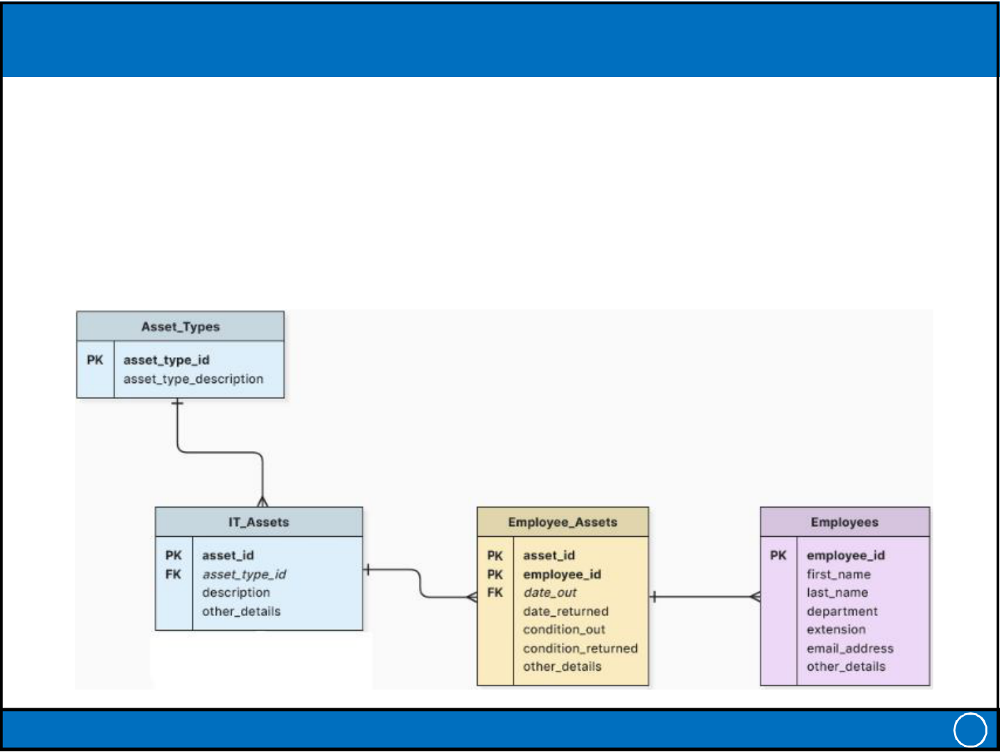 Asset_Types
PK asset_type_id
asset_type_description
IT_Assets
PK asset_id
FK asset_type_id
description
other_details
Employee_Assets
PK asset_id
PK employee_id
FK date_out
date_returned
condition_out
condition_returned
other_details
Employees
PK employee_id
first_name
last_name
department
extension
email_address
other_details